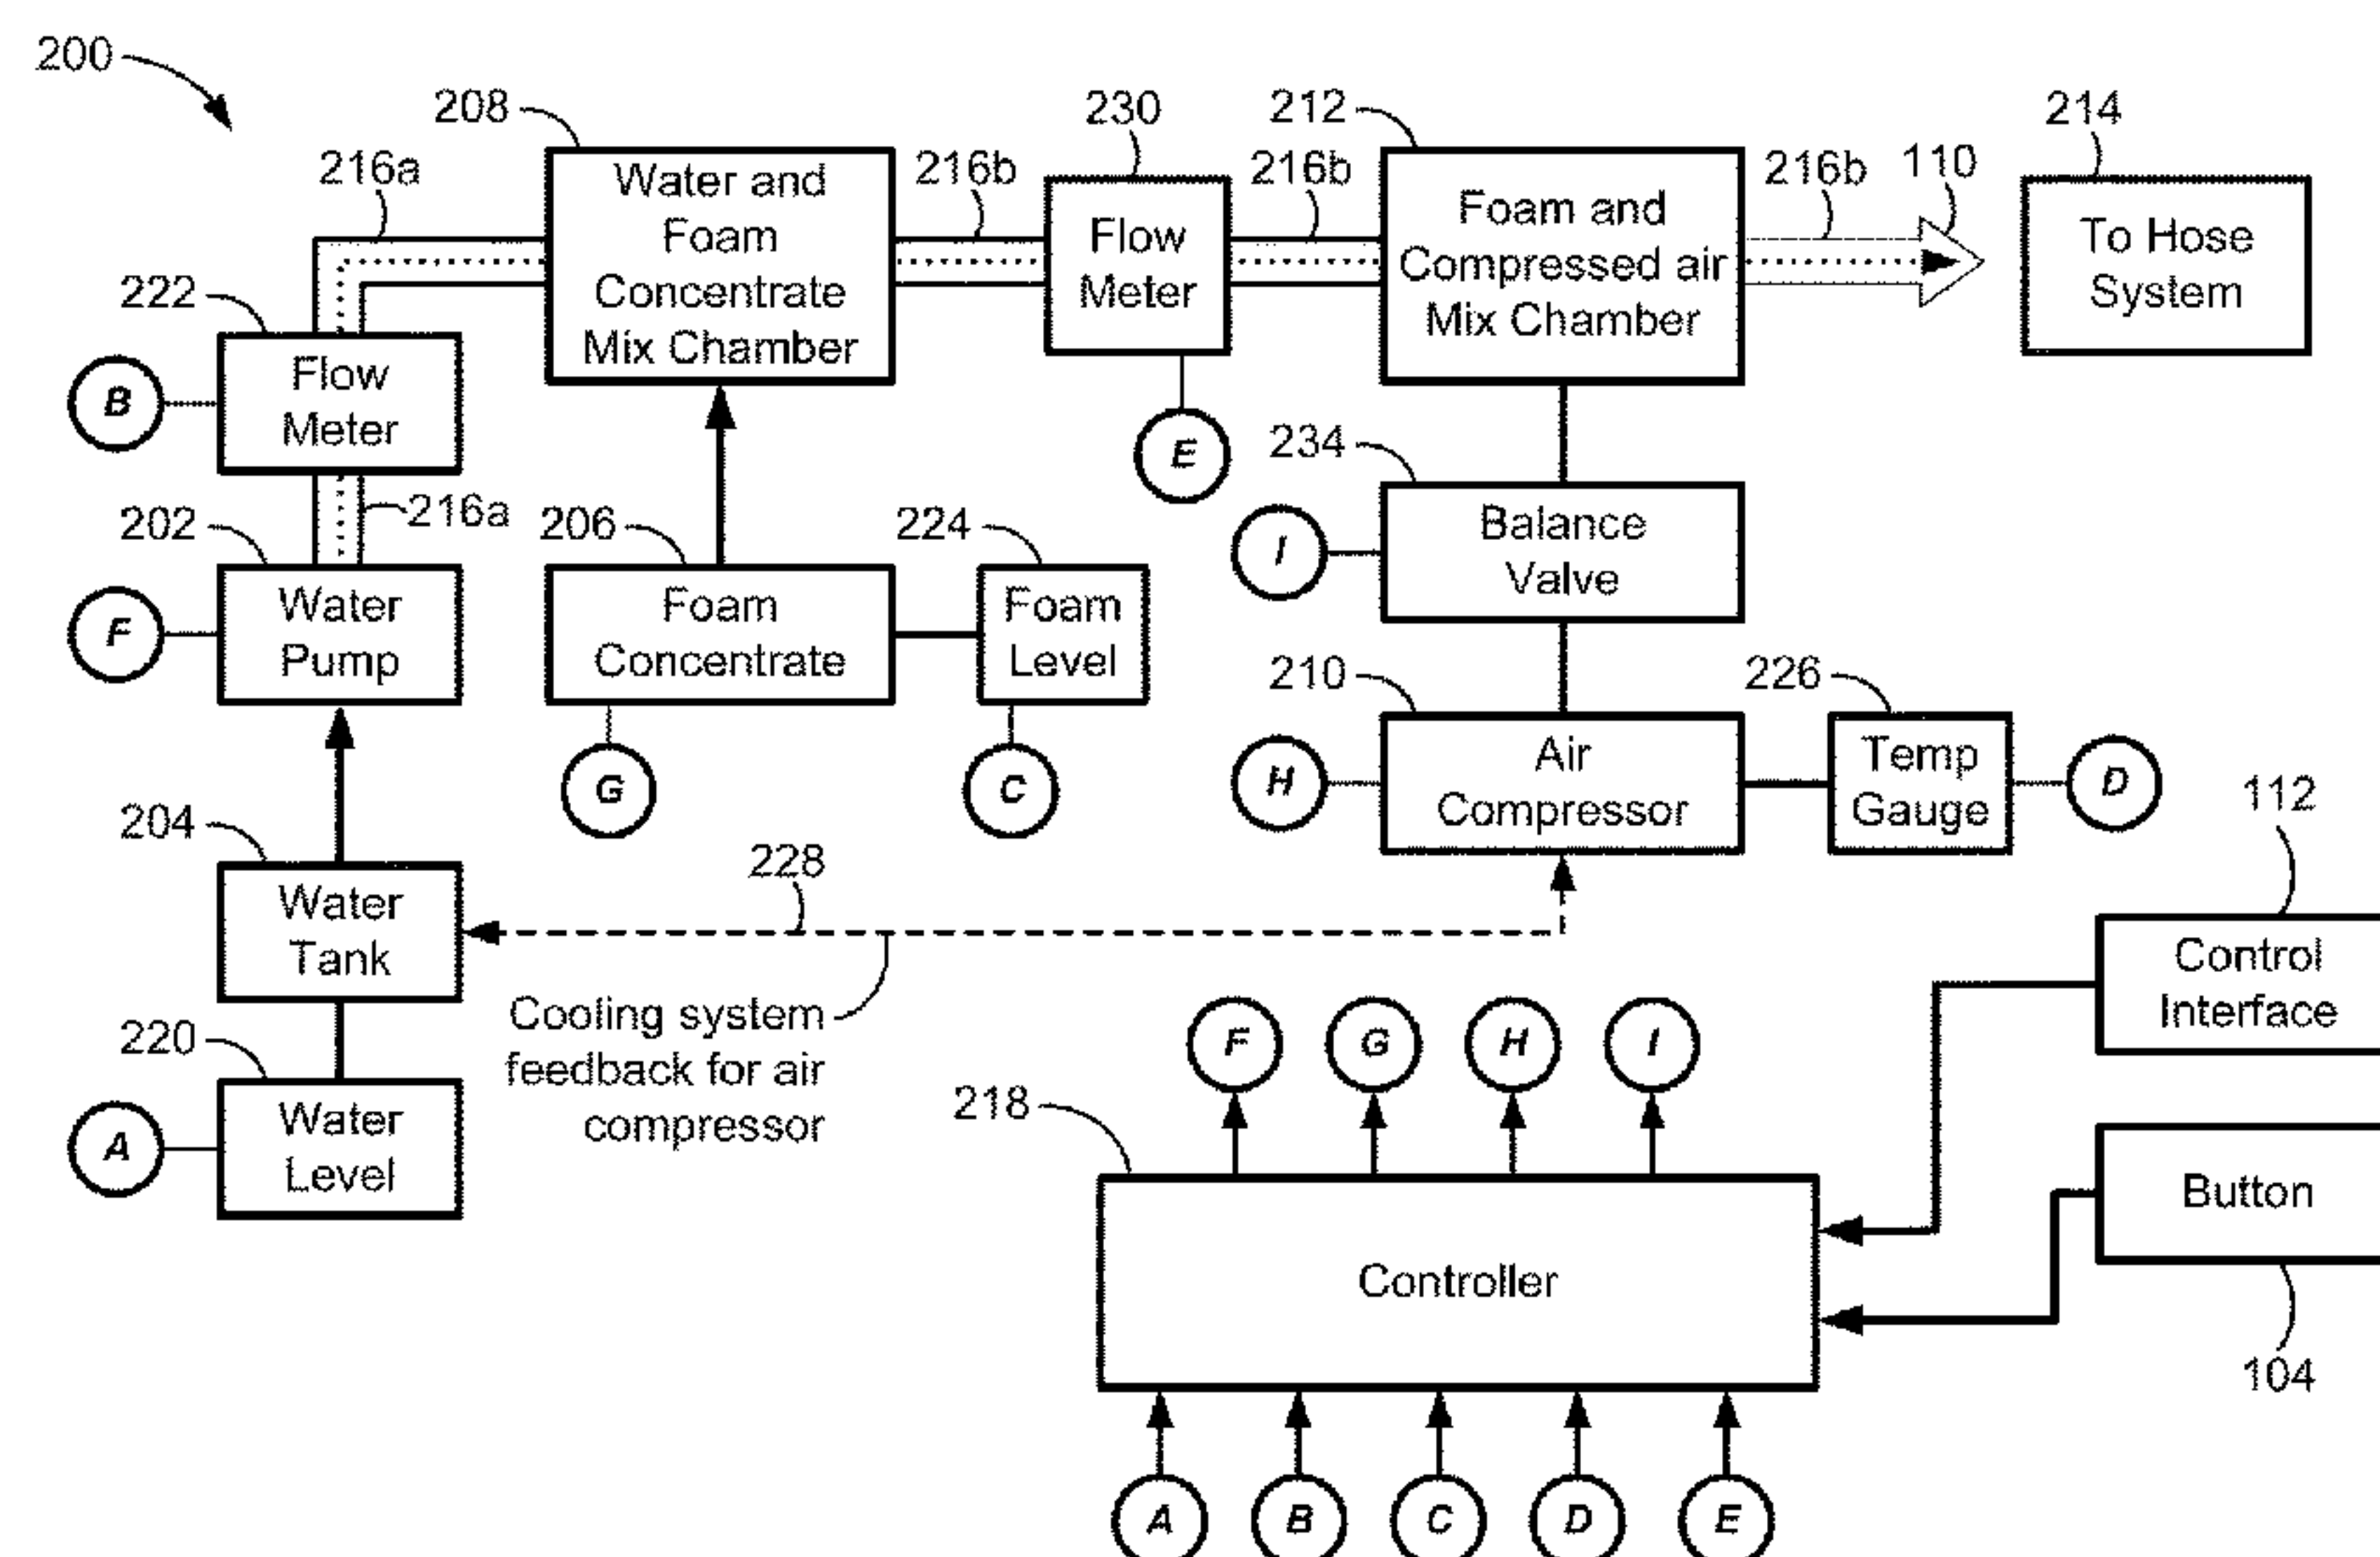 200
208
230
212
214
216a
216b
216b
216b
110
Water and
Foam
Concentrate
Mix Chamber
Flow
Meter
Foam and
Compressed air
Mix Chamber
To Hose
System
222
B
Flow
Meter
E
234
216a
202
206
224
I
Balance
Valve
F
Water
Pump
Foam
Concentrate
Foam
Level
210
226
G
C
H
Air
Compressor
Temp
Gauge
D
112
204
228
Water
Tank
Control
Interface
Cooling system
feedback for air
compressor
220
F
G
H
I
218
A
Water
Level
Button
Controller
104
A
B
C
D
E